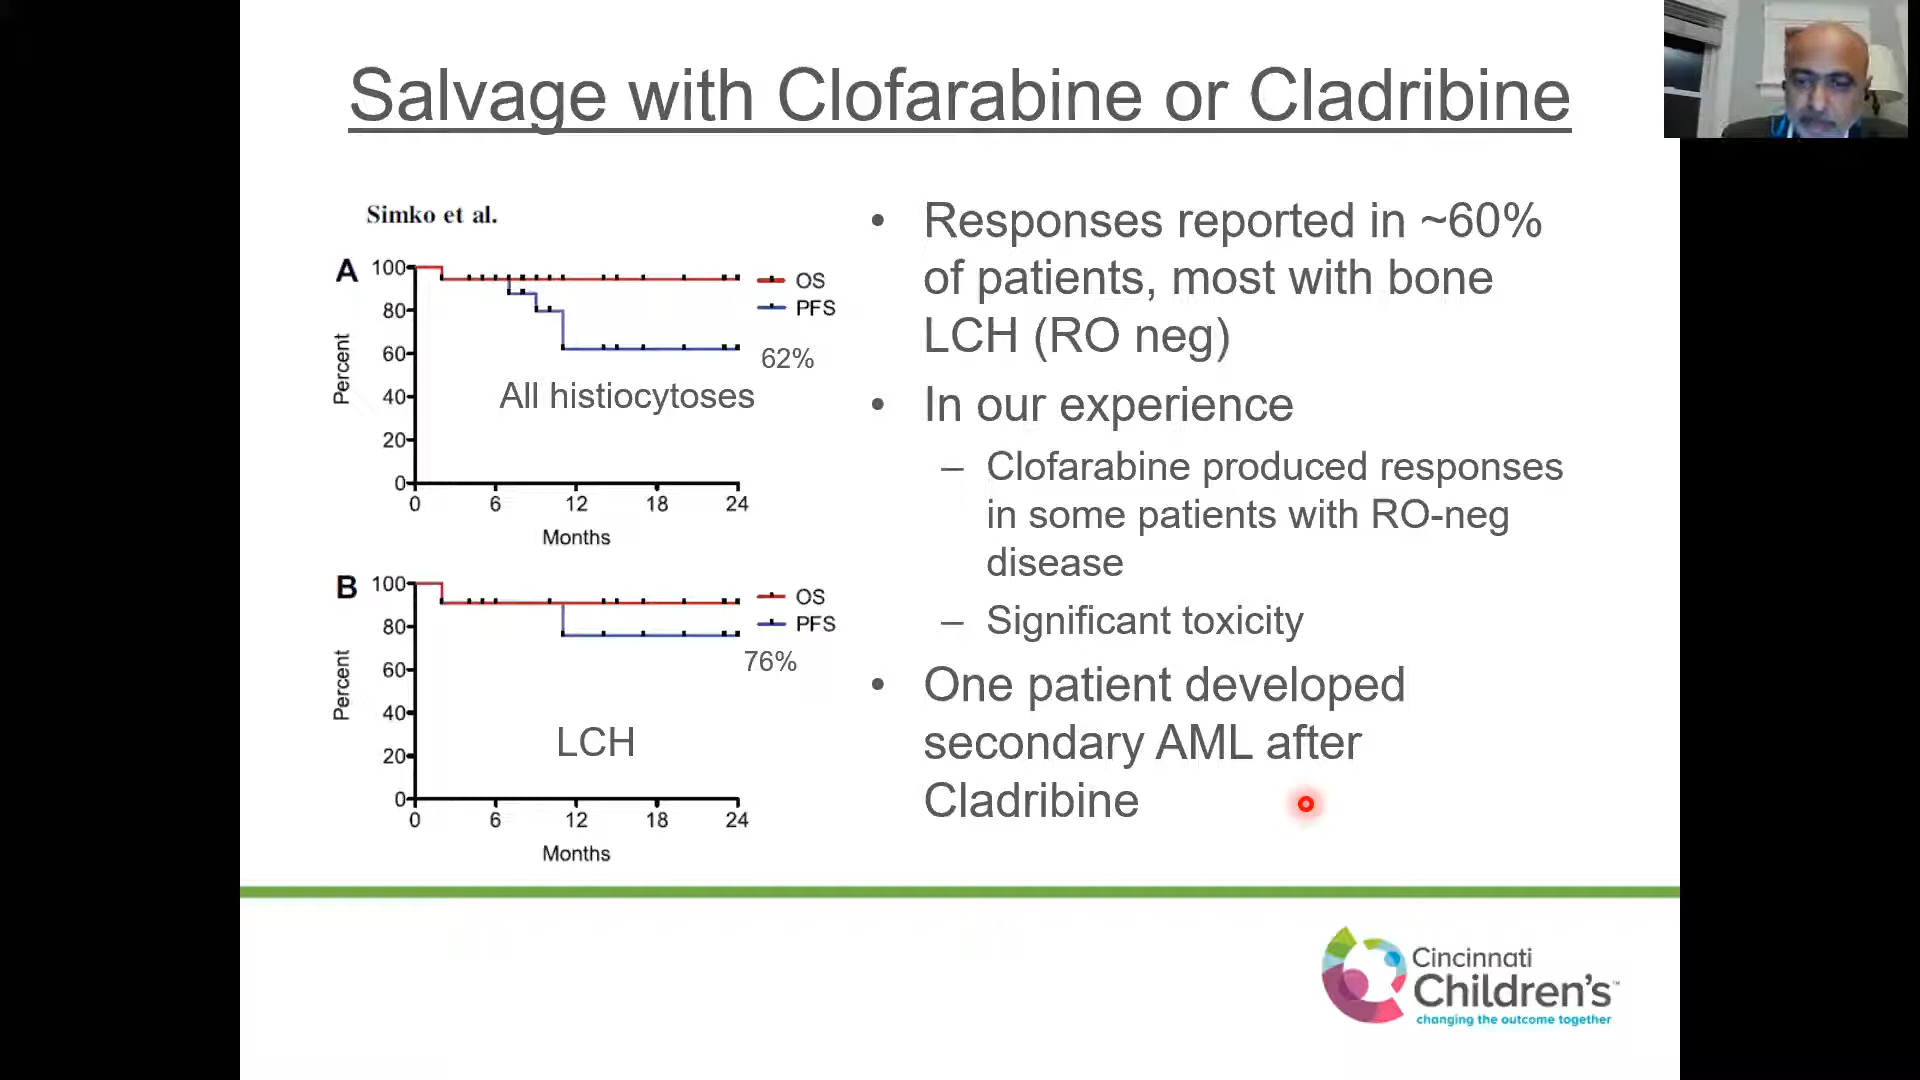 Salvage with Clofarabine or Cladribine
Simko et al.
A
100
80
60
40
20
0
Percent
0 6 12 18 24
Months
OS
PFS
62%
All histiocytoses
B
100
80
60
40
20
0
Percent
0 6 12 18 24
Months
OS
PFS
76%
LCH
• Responses reported in ~60%
of patients, most with bone
LCH (RO neg)
• In our experience
– Clofarabine produced responses
in some patients with RO-neg
disease
– Significant toxicity
• One patient developed
secondary AML after
Cladribine
Cincinnati
Children's™
changing the outcome together